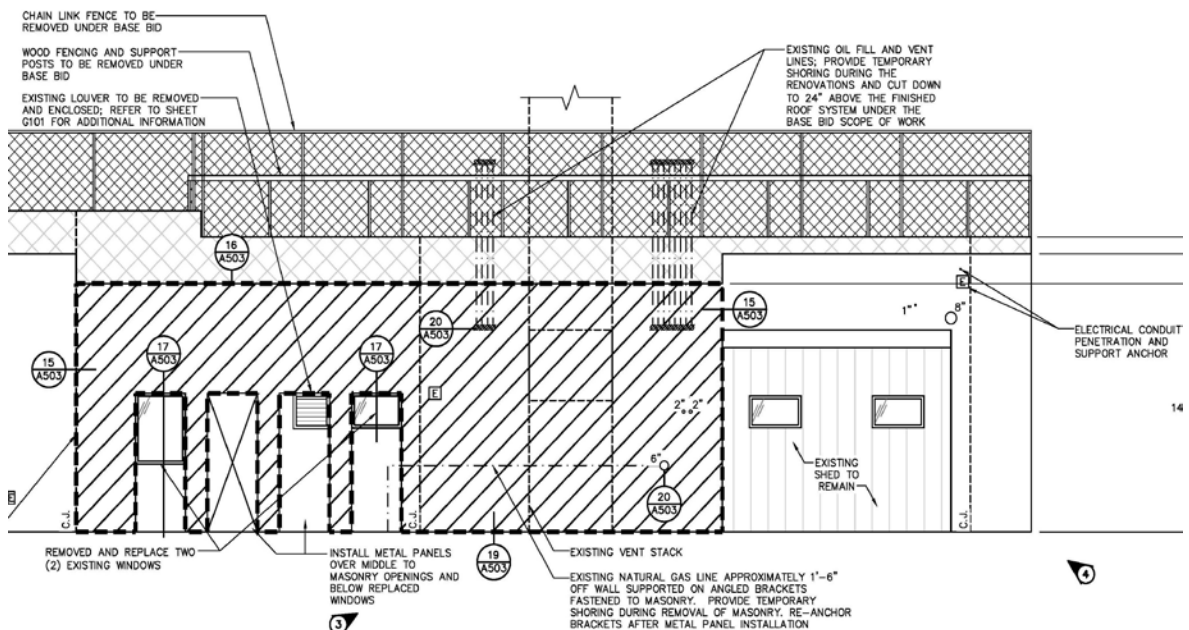 CHAIN LINK FENCE TO BE
REMOVED UNDER BASE BID
WOOD FENCING AND SUPPORT
POSTS TO BE REMOVED UNDER
BASE BID
EXISTING LOUVER TO BE REMOVED
AND ENCLOSED; REFER TO SHEET
G101 FOR ADDITIONAL INFORMATION
EXISTING OIL FILL AND VENT
LINES; PROVIDE TEMPORARY
SHORING DURING THE
RENOVATIONS AND CUT DOWN
TO 24" ABOVE THE FINISHED
ROOF SYSTEM UNDER THE
BASE BID SCOPE OF WORK
16
A503
15
A503
17
A503
17
A503
20
A503
15
A503
E
E
E
1""
8"
ELECTRICAL CONDUIT
PENETRATION AND
SUPPORT ANCHOR
14
2" 2"
6"
20
A503
EXISTING
SHED TO
REMAIN
C.J.
C.J.
C.J.
19
A503
REMOVED AND REPLACE TWO
(2) EXISTING WINDOWS
INSTALL METAL PANELS
OVER MIDDLE TO
MASONRY OPENINGS AND
BELOW REPLACED
WINDOWS
EXISTING VENT STACK
EXISTING NATURAL GAS LINE APPROXIMATELY 1'-6"
OFF WALL SUPPORTED ON ANGLED BRACKETS
FASTENED TO MASONRY. PROVIDE TEMPORARY
SHORING DURING REMOVAL OF MASONRY. RE-ANCHOR
BRACKETS AFTER METAL PANEL INSTALLATION
3
4